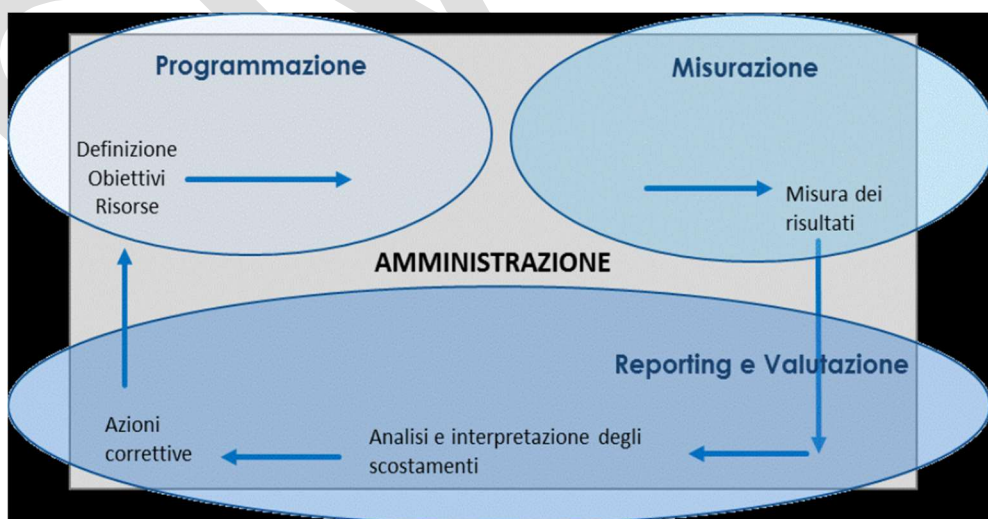 Programmazione
Misurazione
Definizione
Obiettivi
Risorse
Misura dei
risultati
AMMINISTRAZIONE
Reporting e Valutazione
Azioni
correttive
Analisi e interpretazione degli
scostamenti